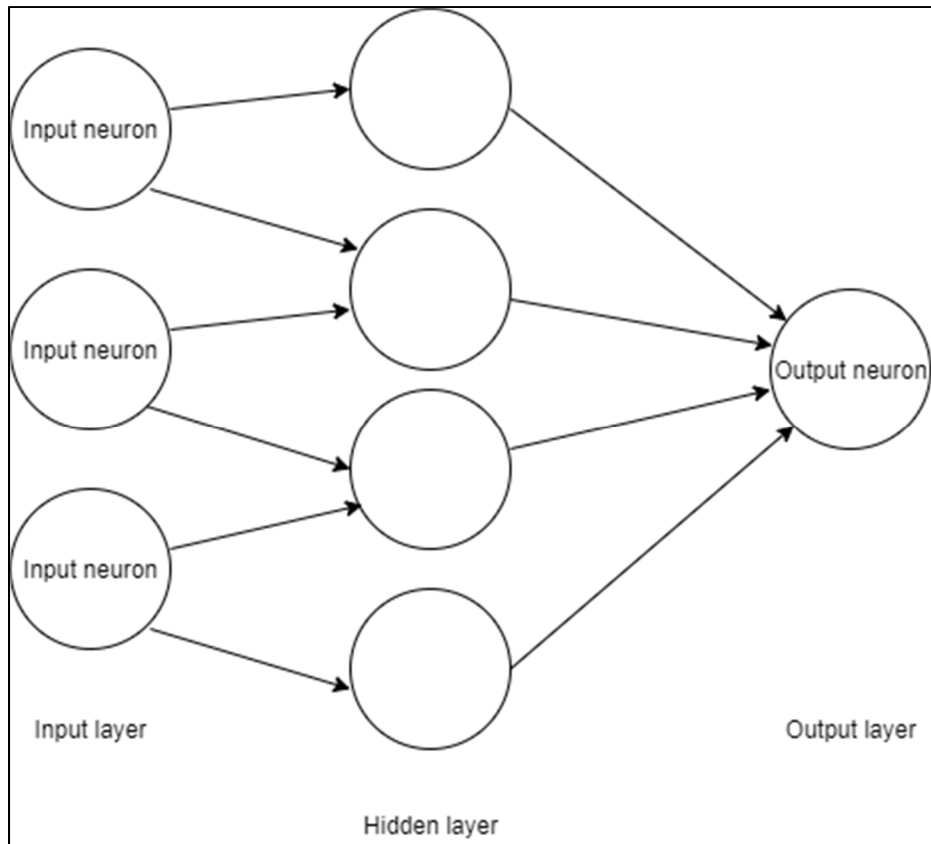 Input neuron
Input neuron
Output neuron
Input neuron
Input layer
Output layer
Hidden layer